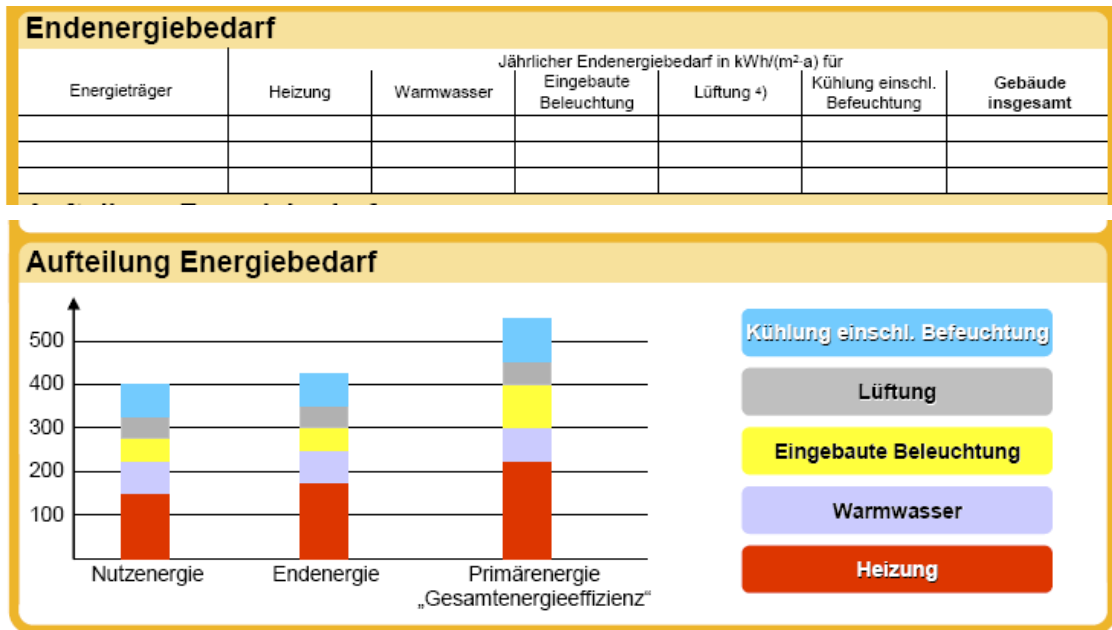 Endenergiebedarf
Jährlicher Endenergiebedarf in kWh/(m²·a) für
Energieträger
Heizung
Warmwasser
Eingebaute
Beleuchtung
Lüftung ⁴)
Kühlung einschl.
Befeuchtung
Gebäude
insgesamt
Aufteilung Energiebedarf
500
400
300
200
100
Nutzenergie
Endenergie
Primärenergie
„Gesamtenergieeffizienz“
Kühlung einschl. Befeuchtung
Lüftung
Eingebaute Beleuchtung
Warmwasser
Heizung